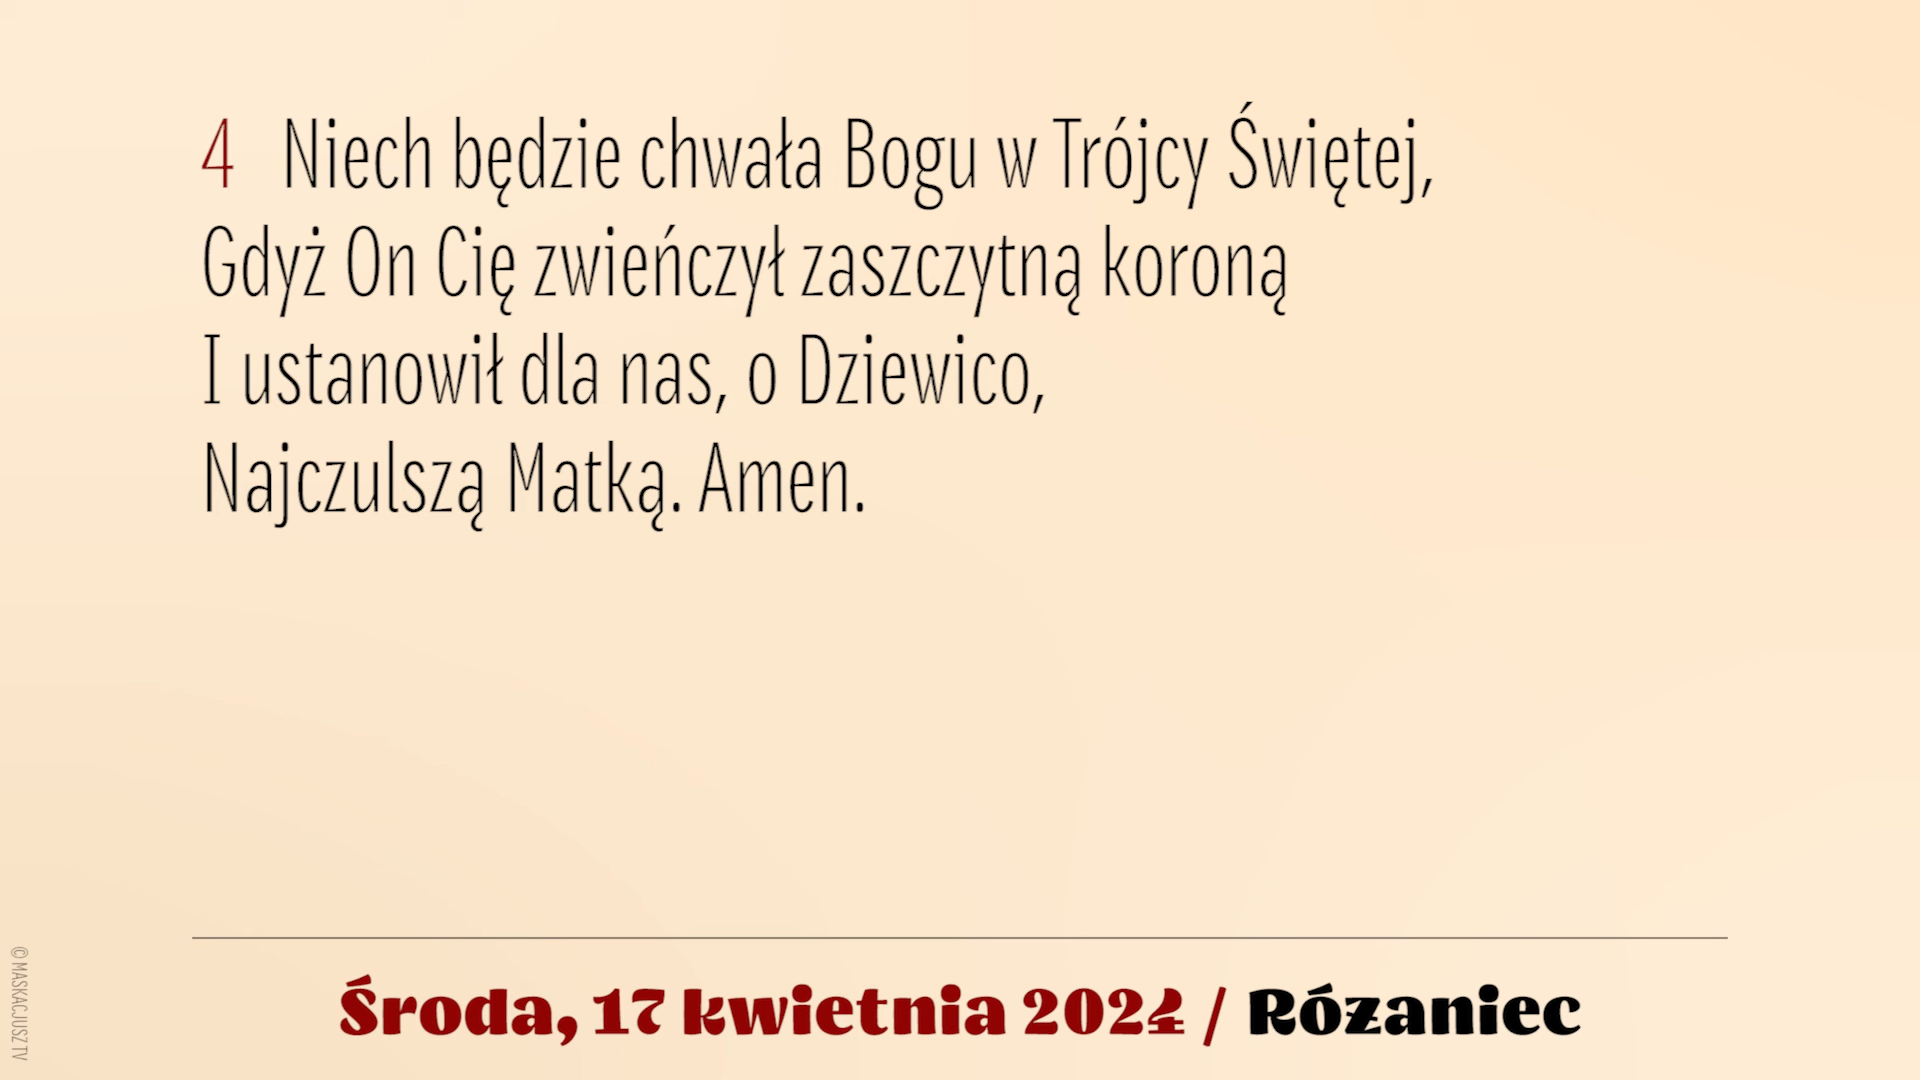 4 Niech będzie chwała Bogu w Trójcy Świętej,
Gdyż On Cię zwieńczył zaszczytną koroną
I ustanowił dla nas, o Dziewico,
Najczulszą Matką. Amen.
Środa, 17 kwietnia 2024 / Różaniec
© MASKACJUSZ TV